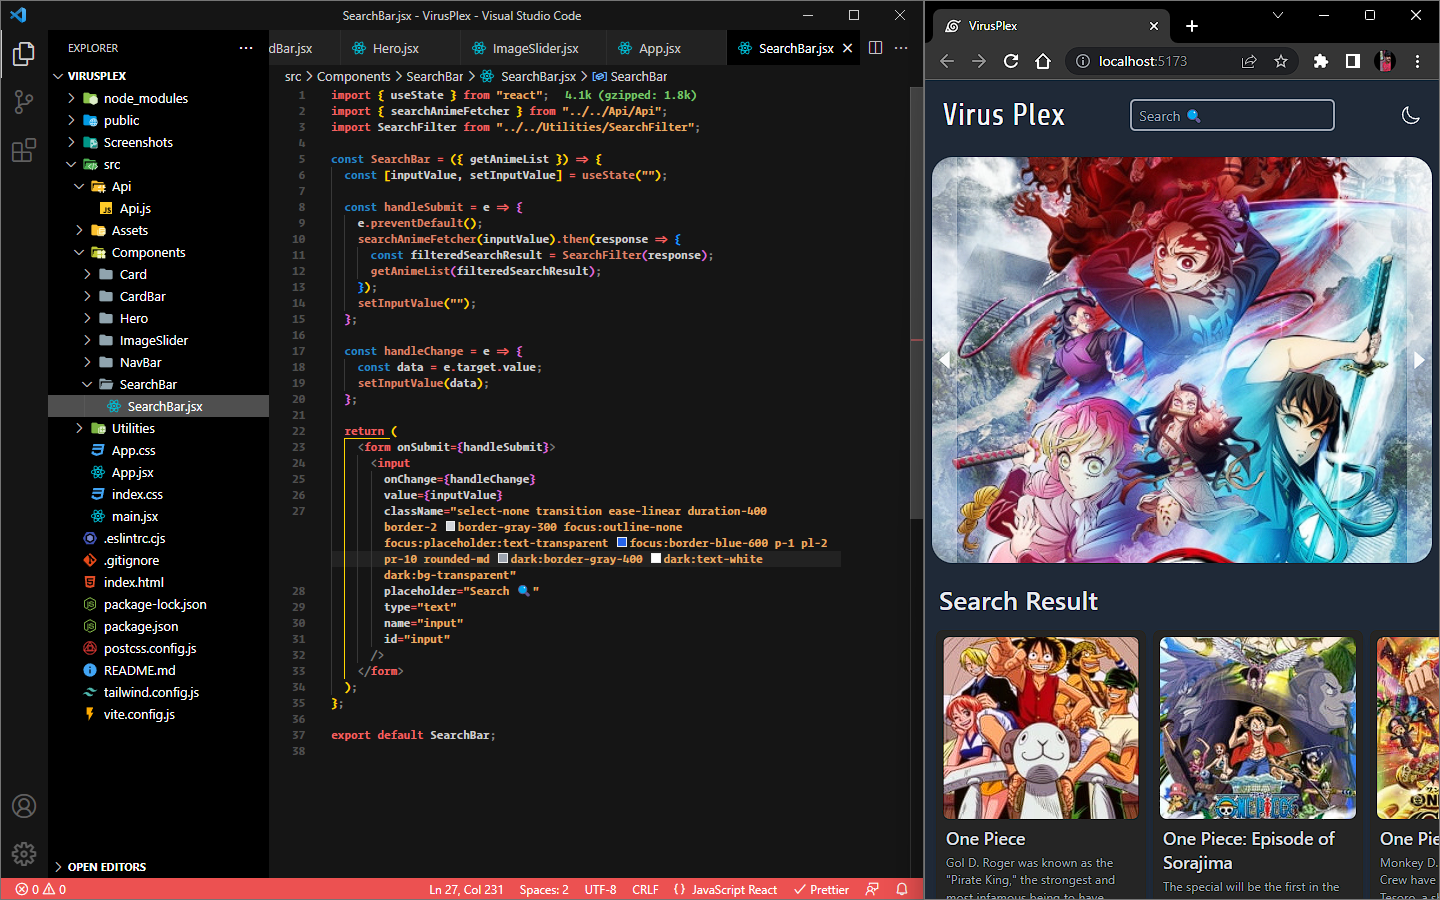 SearchBar.jsx - VirusPlex - Visual Studio Code
EXPLORER
VIRUSPLEX
node_modules
public
Screenshots
src
Api
Api.js
Assets
Components
Card
CardBar
Hero
ImageSlider
NavBar
SearchBar
SearchBar.jsx
Utilities
App.css
App.jsx
index.css
main.jsx
.eslintrc.cjs
.gitignore
index.html
package-lock.json
package.json
postcss.config.js
README.md
tailwind.config.js
vite.config.js
OPEN EDITORS
dBar.jsx
Hero.jsx
ImageSlider.jsx
App.jsx
SearchBar.jsx
src > Components > SearchBar > SearchBar.jsx > SearchBar
1 import { useState } from "react"; 4.1k (gzipped: 1.8k)
2 import { searchAnimeFetcher } from "../../Api/Api";
3 import SearchFilter from "../../Utilities/SearchFilter";
4
5 const SearchBar = ({ getAnimeList }) => {
6 const [inputValue, setInputValue] = useState("");
7
8 const handleSubmit = e => {
9 e.preventDefault();
10 searchAnimeFetcher(inputValue).then(response => {
11 const filteredSearchResult = SearchFilter(response);
12 getAnimeList(filteredSearchResult);
13 });
14 setInputValue("");
15 };
16
17 const handleChange = e => {
18 const data = e.target.value;
19 setInputValue(data);
20 };
21
22 return (
23 <form onSubmit={handleSubmit}>
24 <input
25 onChange={handleChange}
26 value={inputValue}
27 className="select-none transition ease-linear duration-400
border-2 border-gray-300 focus:outline-none
focus:placeholder:text-transparent focus:border-blue-600 p-1 pl-2
pr-10 rounded-md dark:border-gray-400 dark:text-white
dark:bg-transparent"
28 placeholder="Search 🔍"
29 type="text"
30 name="input"
31 id="input"
32 />
33 </form>
34 );
35 };
36
37 export default SearchBar;
38
0 0
Ln 27, Col 231
Spaces: 2
UTF-8
CRLF
{} JavaScript React
Prettier
VirusPlex
localhost:5173
Virus Plex
Search 🔍
Search Result
ONE PIECE
One Piece
Gol D. Roger was known as the
"Pirate King," the strongest and
most infamous being to have
One Piece: Episode of
Sorajima
The special will be the first in the
One Pie
Monkey D.
Crew have
Tesoro, a sh